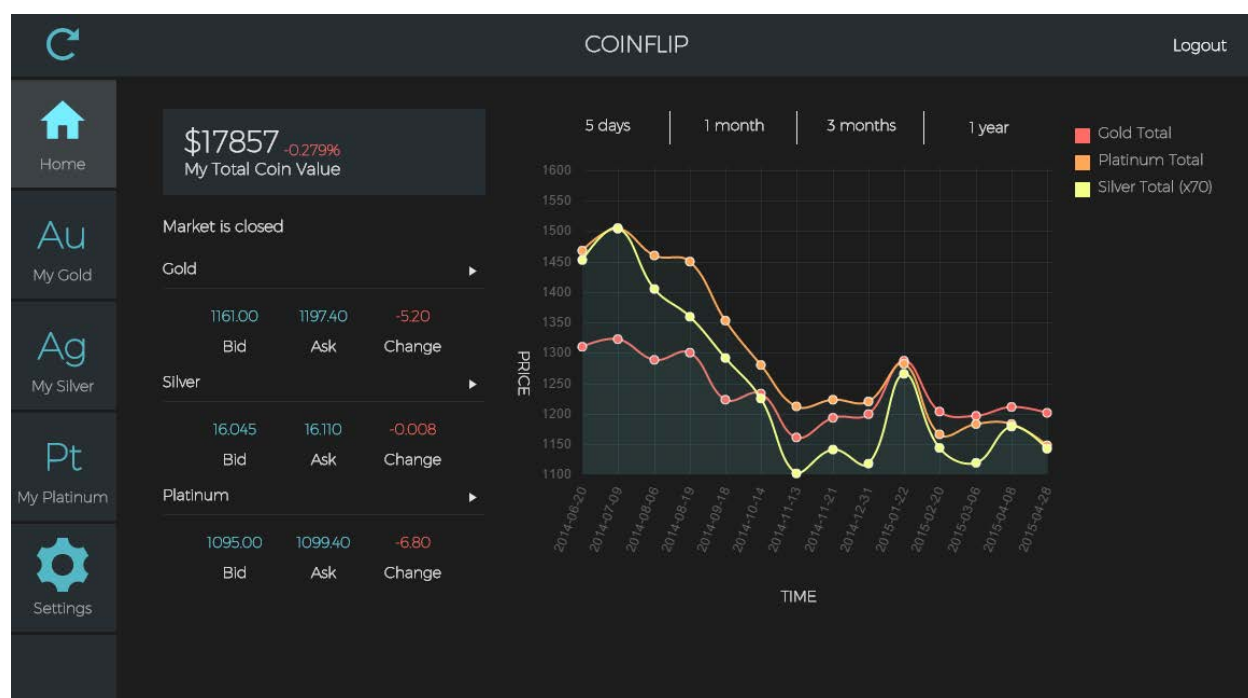 COINFLIP
Logout
Home
Au
My Gold
Ag
My Silver
Pt
My Platinum
Settings
$17857 -0.279%
My Total Coin Value
Market is closed
Gold
1161.00 1197.40 -5.20
Bid Ask Change
Silver
16.045 16.110 -0.008
Bid Ask Change
Platinum
1095.00 1099.40 -6.80
Bid Ask Change
5 days 1 month 3 months 1 year
Gold Total
Platinum Total
Silver Total (x70)
PRICE
1600
1550
1500
1450
1400
1350
1300
1250
1200
1150
1100
2014-06-20
2014-07-09
2014-08-06
2014-08-19
2014-09-18
2014-10-14
2014-11-13
2014-11-21
2014-12-31
2015-01-22
2015-02-20
2015-03-06
2015-04-08
2015-04-28
TIME